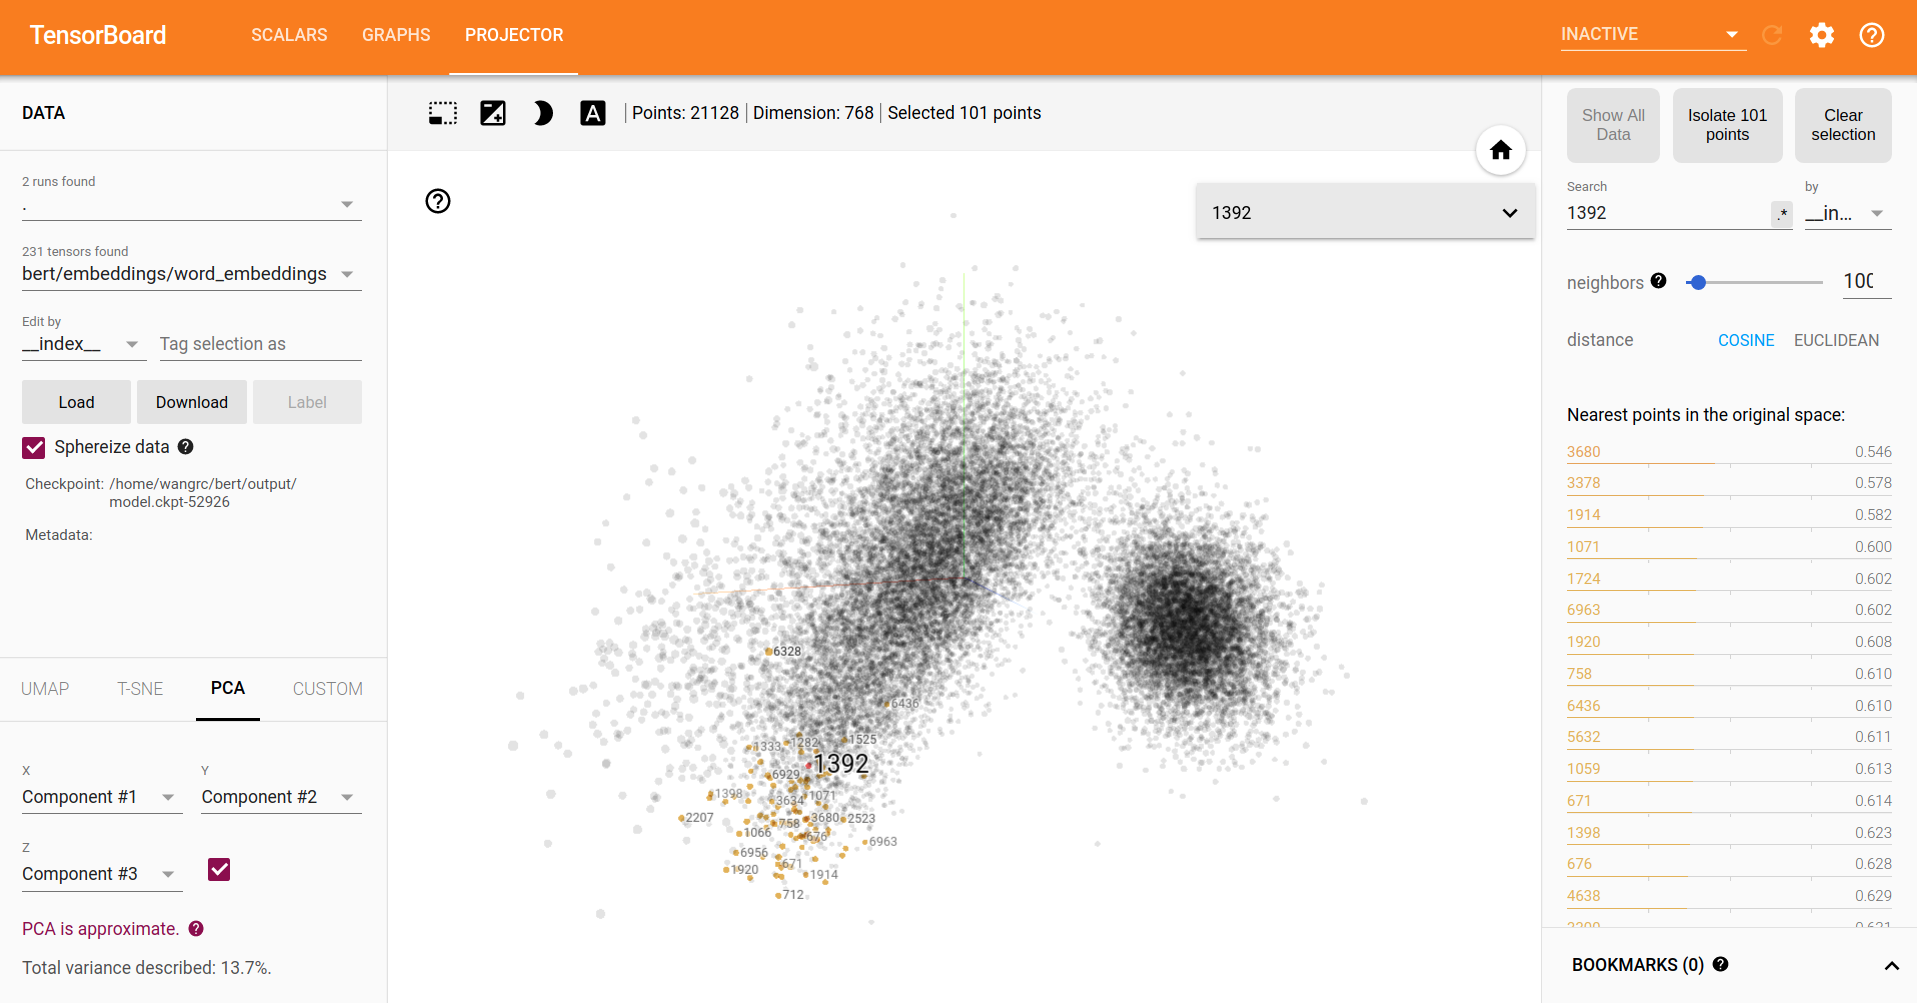 TensorBoard
SCALARS
GRAPHS
PROJECTOR
INACTIVE
DATA
2 runs found
.
231 tensors found
bert/embeddings/word_embeddings
Edit by
__index__
Tag selection as
Load
Download
Label
Sphereize data
Checkpoint: /home/wangrc/bert/output/
model.ckpt-52926
Metadata:
UMAP
T-SNE
PCA
CUSTOM
X
Component #1
Y
Component #2
Z
Component #3
PCA is approximate.
Total variance described: 13.7%.
A
Points: 21128
Dimension: 768
Selected 101 points
1392
6328
6436
1333
1282
1525
1392
6929
1398
3634
1071
2207
758
3680
2523
1066
676
6963
6956
671
1920
1914
712
Show All
Data
Isolate 101
points
Clear
selection
Search
1392
.*
by
__in...
neighbors
100
distance
COSINE
EUCLIDEAN
Nearest points in the original space:
3680 0.546
3378 0.578
1914 0.582
1071 0.600
1724 0.602
6963 0.602
1920 0.608
758 0.610
6436 0.610
5632 0.611
1059 0.613
671 0.614
1398 0.623
676 0.628
4638 0.629
BOOKMARKS (0)